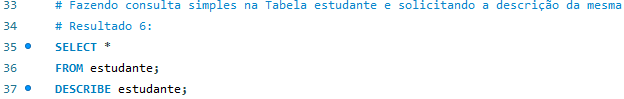 33 # Fazendo consulta simples na Tabela estudante e solicitando a descrição da mesma
34 # Resultado 6:
35 SELECT *
36 FROM estudante;
37 DESCRIBE estudante;